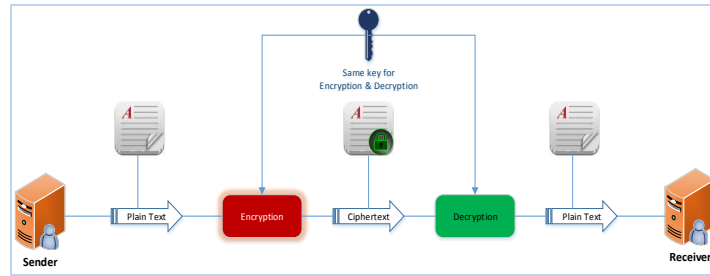 Same key for
Encryption & Decryption
A
A
A
Plain Text
Encryption
Ciphertext
Decryption
Plain Text
Sender
Receiver